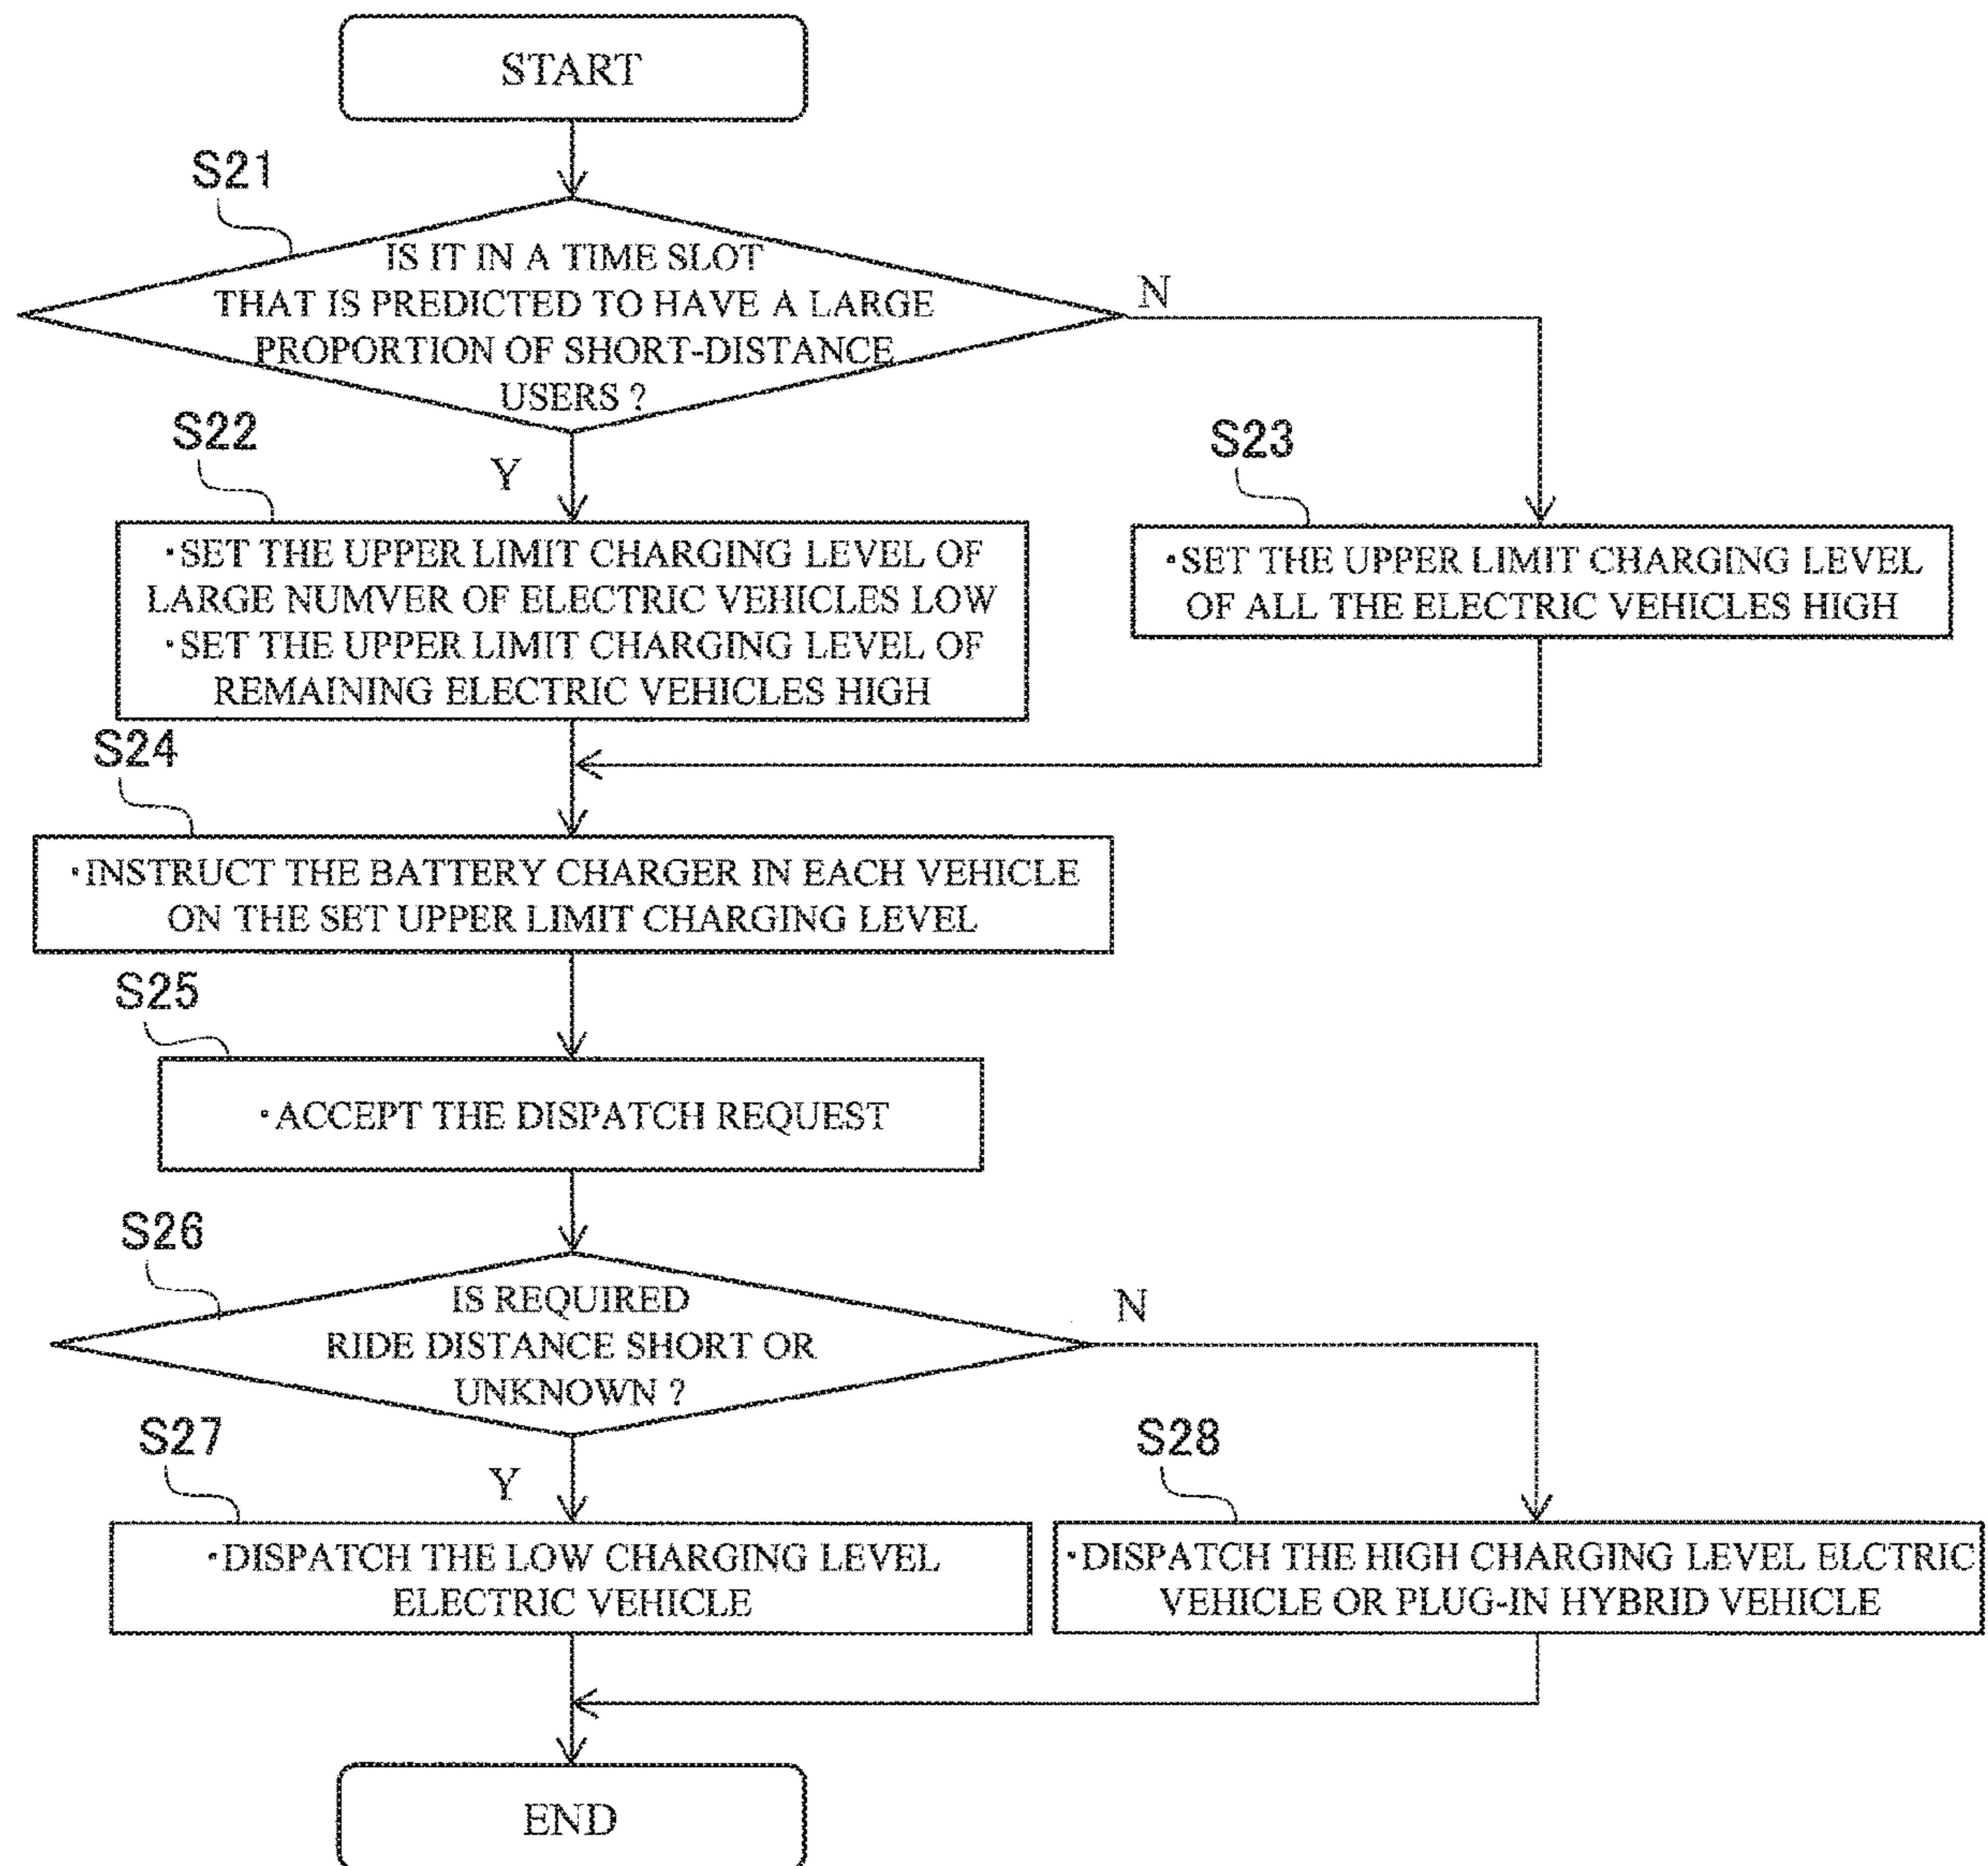 START
S21
IS IT IN A TIME SLOT
THAT IS PREDICTED TO HAVE A LARGE
PROPORTION OF SHORT-DISTANCE
USERS ?
N
Y
S22
・SET THE UPPER LIMIT CHARGING LEVEL OF
LARGE NUMVER OF ELECTRIC VEHICLES LOW
・SET THE UPPER LIMIT CHARGING LEVEL OF
REMAINING ELECTRIC VEHICLES HIGH
S23
・SET THE UPPER LIMIT CHARGING LEVEL
OF ALL THE ELECTRIC VEHICLES HIGH
S24
・INSTRUCT THE BATTERY CHARGER IN EACH VEHICLE
ON THE SET UPPER LIMIT CHARGING LEVEL
S25
・ACCEPT THE DISPATCH REQUEST
S26
IS REQUIRED
RIDE DISTANCE SHORT OR
UNKNOWN ?
N
Y
S27
・DISPATCH THE LOW CHARGING LEVEL
ELECTRIC VEHICLE
S28
・DISPATCH THE HIGH CHARGING LEVEL ELCTRIC
VEHICLE OR PLUG-IN HYBRID VEHICLE
END